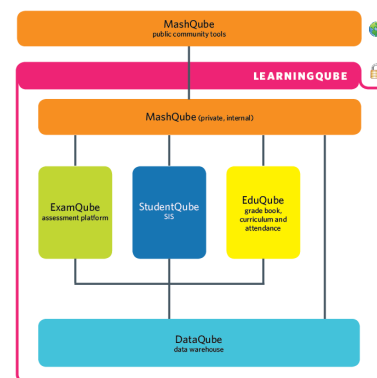 MashQube
public community tools
LEARNINGQUBE
MashQube (private, internal)
ExamQube
assessment platform
StudentQube
SIS
EduQube
grade book,
curriculum and
attendance
DataQube
data warehouse